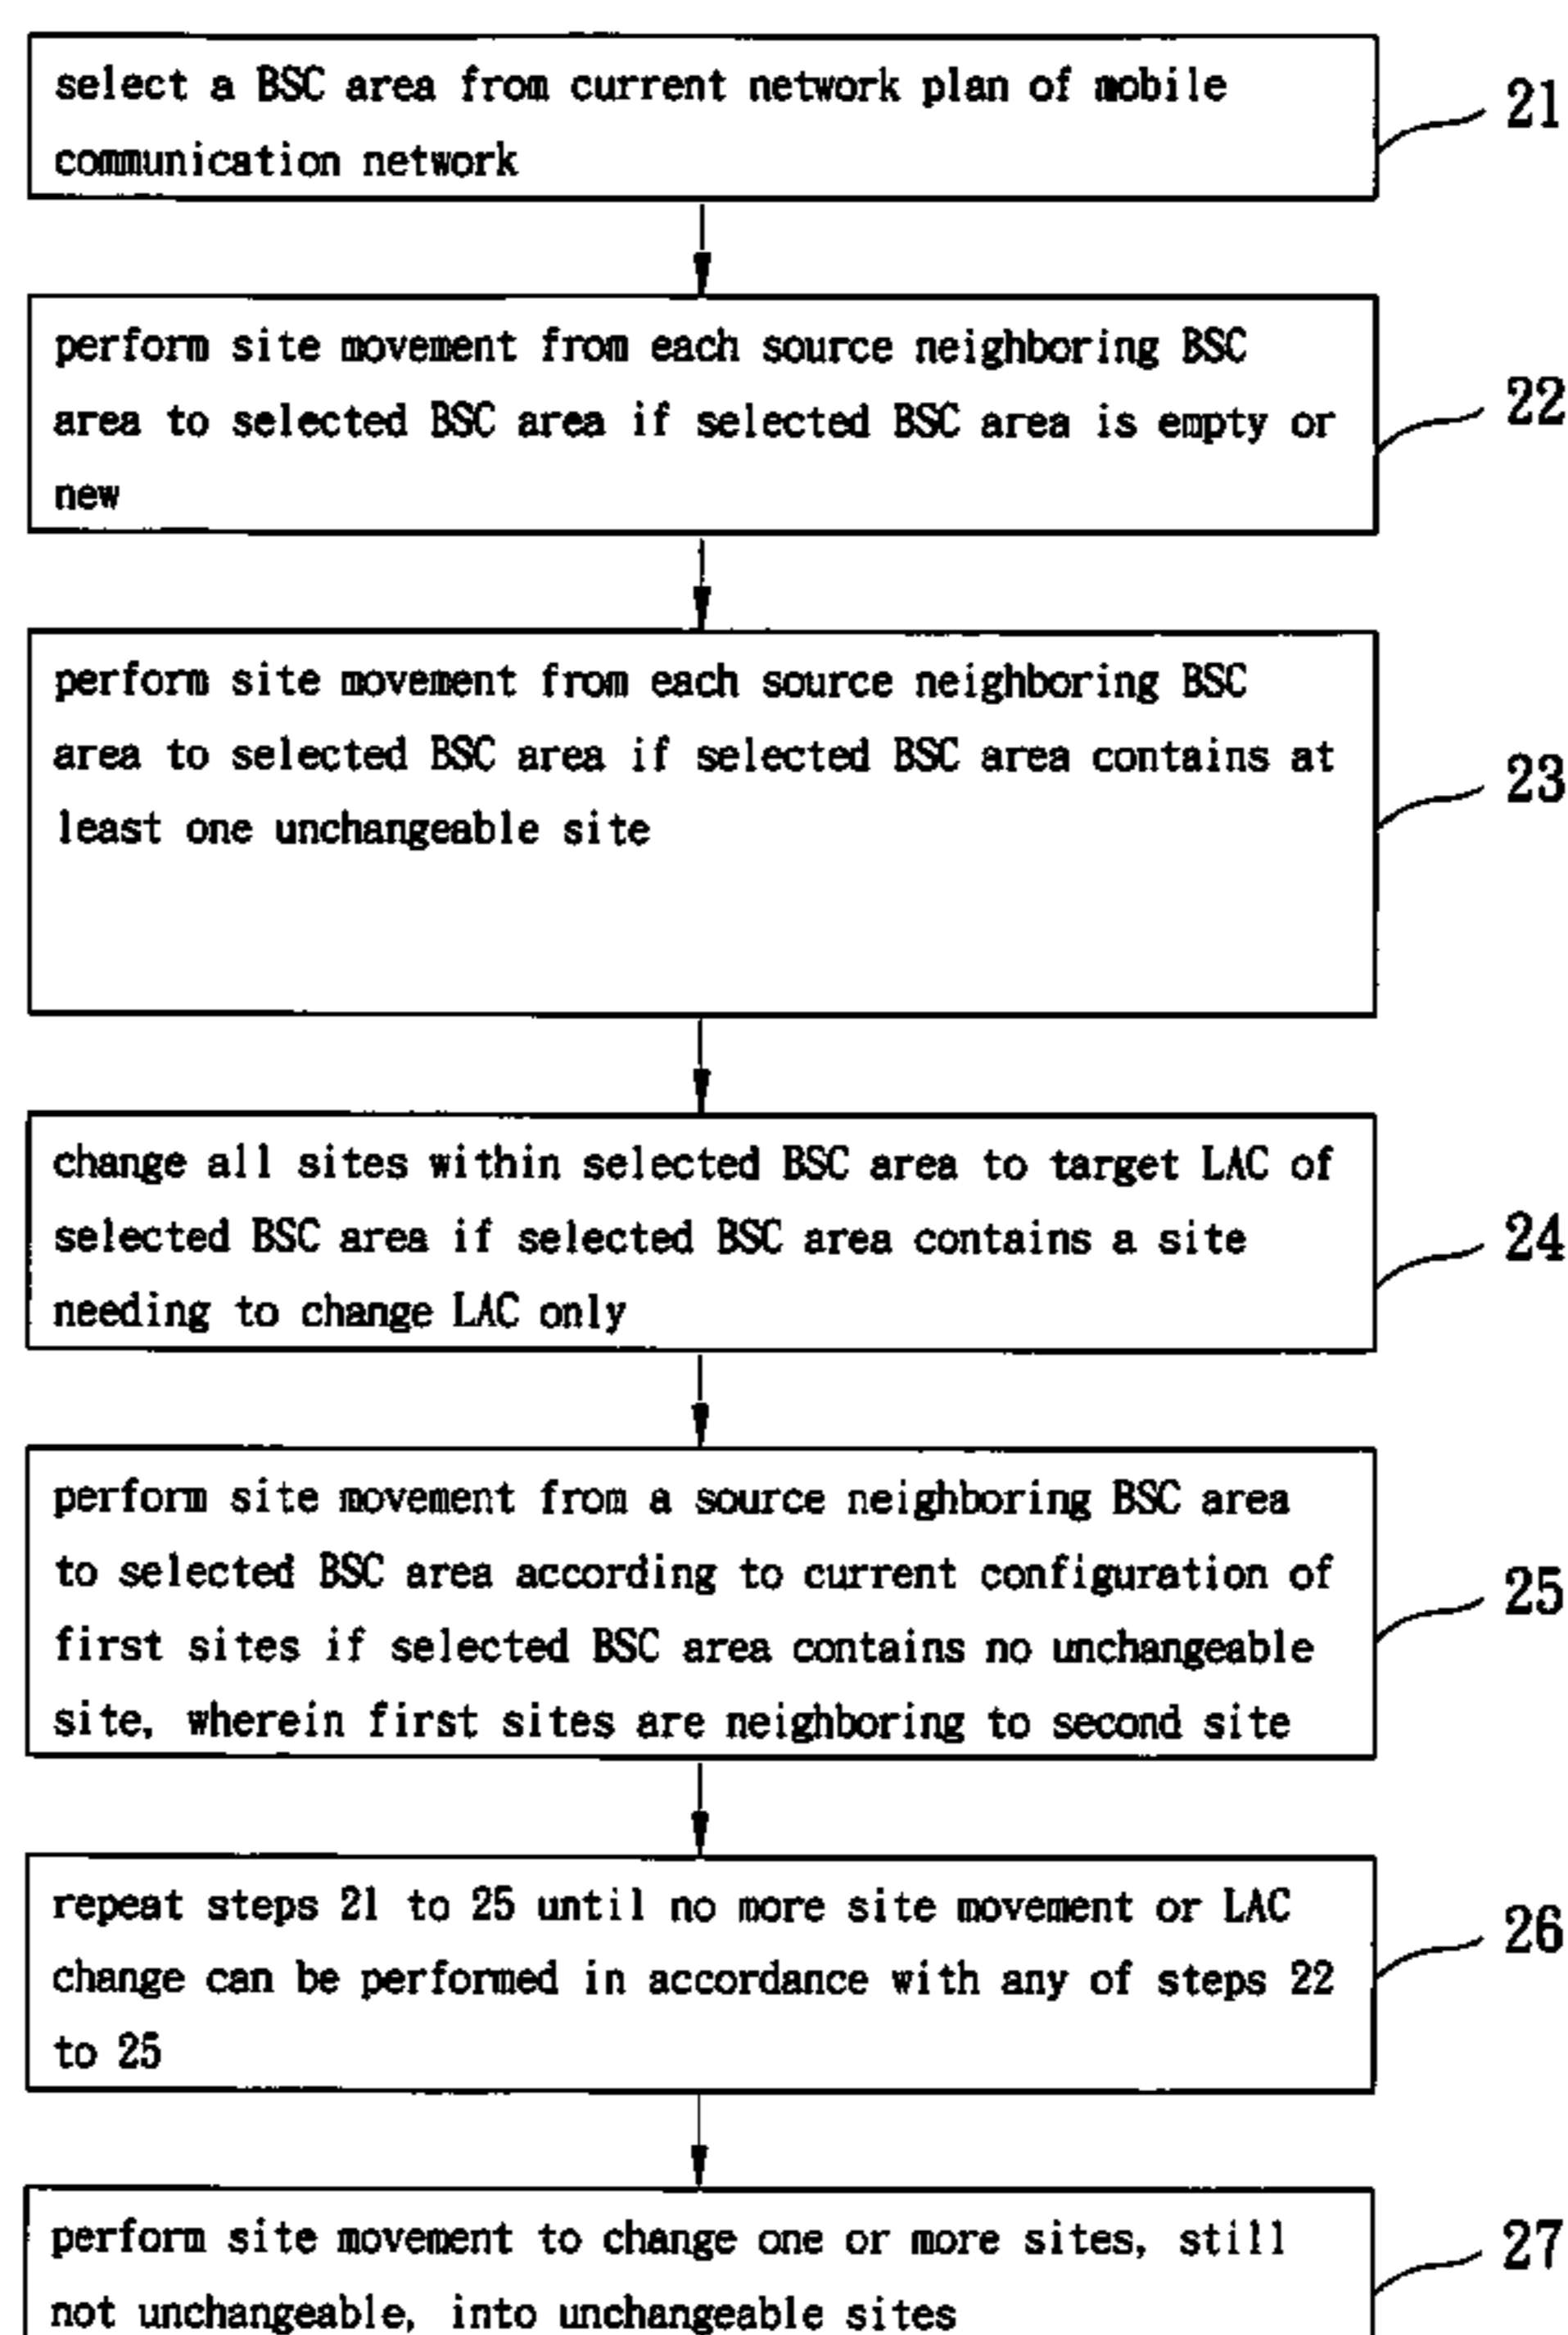 select a BSC area from current network plan of mobile
communication network
21
perform site movement from each source neighboring BSC
area to selected BSC area if selected BSC area is empty or
new
22
perform site movement from each source neighboring BSC
area to selected BSC area if selected BSC area contains at
least one unchangeable site
23
change all sites within selected BSC area to target LAC of
selected BSC area if selected BSC area contains a site
needing to change LAC only
24
perform site movement from a source neighboring BSC area
to selected BSC area according to current configuration of
first sites if selected BSC area contains no unchangeable
site, wherein first sites are neighboring to second site
25
repeat steps 21 to 25 until no more site movement or LAC
change can be performed in accordance with any of steps 22
to 25
26
perform site movement to change one or more sites, still
not unchangeable, into unchangeable sites
27